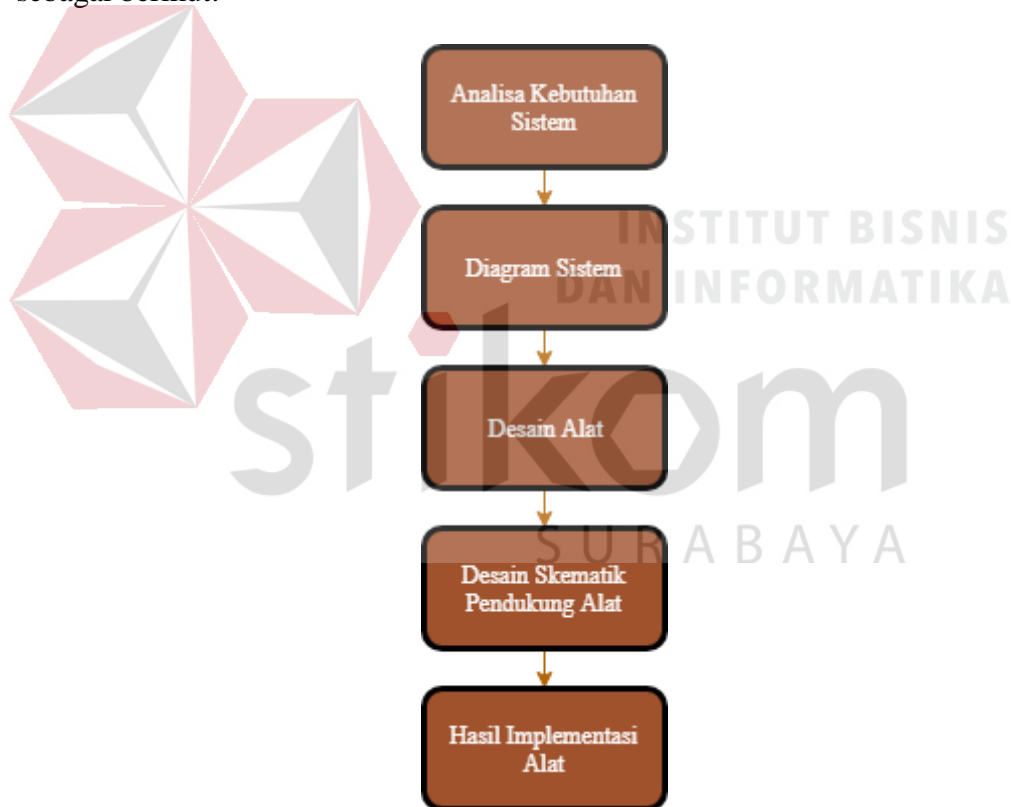 sebagai berikut:
Analisa Kebutuhan
Sistem
INSTITUT BISNIS
DAN INFORMATIKA
Diagram Sistem
stikom
SURABAYA
Desain Alat
Desain Skematik
Pendukung Alat
Hasil Implementasi
Alat